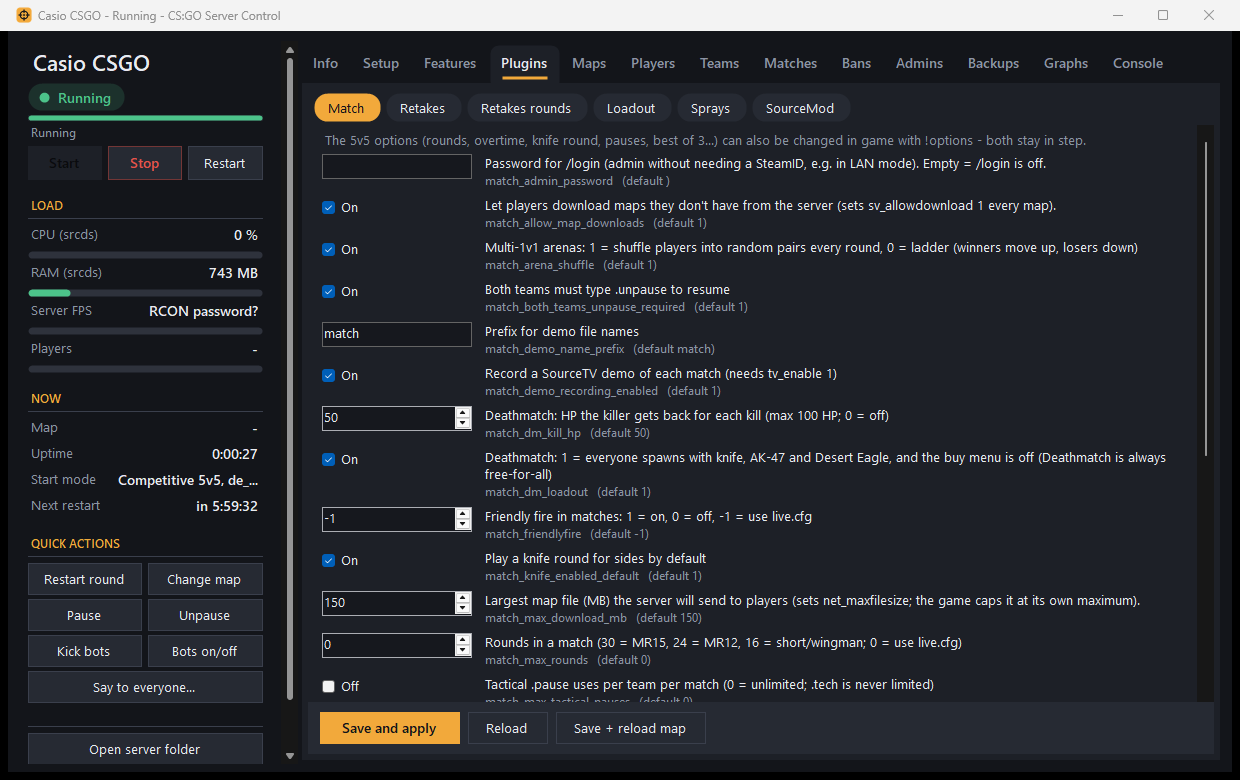 Casio CSGO - Running - CS:GO Server Control
Casio CSGO
Running
Running
Start
Stop
Restart
LOAD
CPU (srcds)
0 %
RAM (srcds)
743 MB
Server FPS
RCON password?
Players
-
NOW
Map
-
Uptime
0:00:27
Start mode
Competitive 5v5, de_...
Next restart
in 5:59:32
QUICK ACTIONS
Restart round
Change map
Pause
Unpause
Kick bots
Bots on/off
Say to everyone...
Open server folder
Info
Setup
Features
Plugins
Maps
Players
Teams
Matches
Bans
Admins
Backups
Graphs
Console
Match
Retakes
Retakes rounds
Loadout
Sprays
SourceMod
The 5v5 options (rounds, overtime, knife round, pauses, best of 3...) can also be changed in game with !options - both stay in step.
Password for /login (admin without needing a SteamID, e.g. in LAN mode). Empty = /login is off.
match_admin_password (default )
On
Let players download maps they don't have from the server (sets sv_allowdownload 1 every map).
match_allow_map_downloads (default 1)
On
Multi-1v1 arenas: 1 = shuffle players into random pairs every round, 0 = ladder (winners move up, losers down)
match_arena_shuffle (default 1)
On
Both teams must type .unpause to resume
match_both_teams_unpause_required (default 1)
match
Prefix for demo file names
match_demo_name_prefix (default match)
On
Record a SourceTV demo of each match (needs tv_enable 1)
match_demo_recording_enabled (default 1)
50
Deathmatch: HP the killer gets back for each kill (max 100 HP; 0 = off)
match_dm_kill_hp (default 50)
On
Deathmatch: 1 = everyone spawns with knife, AK-47 and Desert Eagle, and the buy menu is off (Deathmatch is always
free-for-all)
match_dm_loadout (default 1)
-1
Friendly fire in matches: 1 = on, 0 = off, -1 = use live.cfg
match_friendlyfire (default -1)
On
Play a knife round for sides by default
match_knife_enabled_default (default 1)
150
Largest map file (MB) the server will send to players (sets net_maxfilesize; the game caps it at its own maximum).
match_max_download_mb (default 150)
0
Rounds in a match (30 = MR15, 24 = MR12, 16 = short/wingman; 0 = use live.cfg)
match_max_rounds (default 0)
Off
Tactical .pause uses per team per match (0 = unlimited; .tech is never limited)
match_max_tactical_pauses (default 0)
Save and apply
Reload
Save + reload map